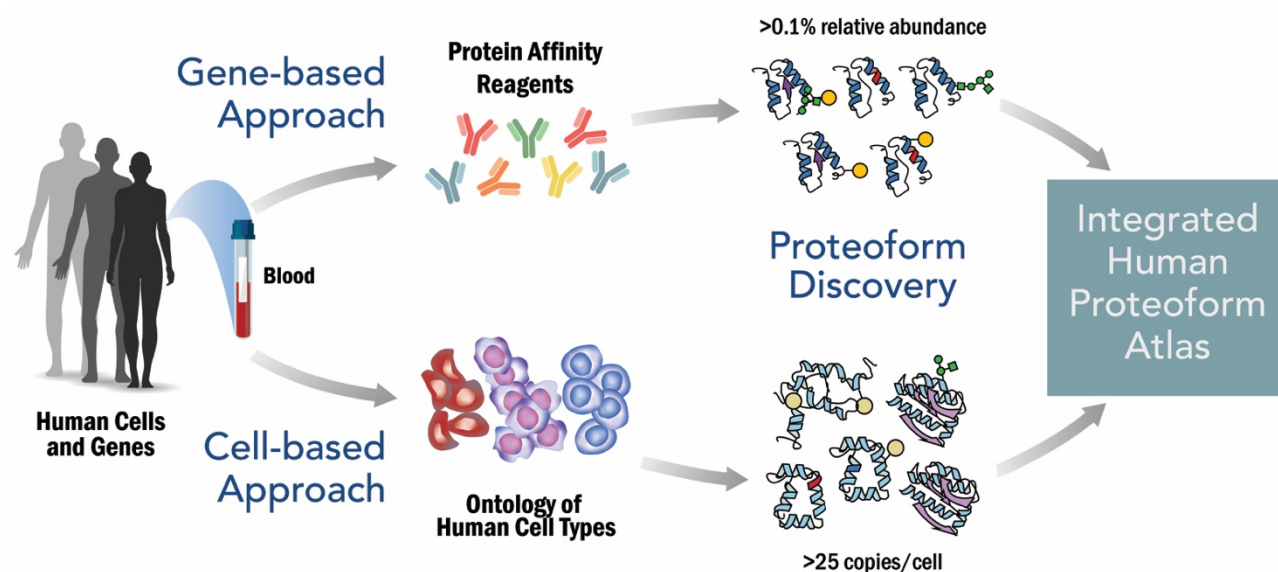 >0.1% relative abundance
Gene-based
Approach
Protein Affinity
Reagents
Blood
Human Cells
and Genes
Proteoform
Discovery
Integrated
Human
Proteoform
Atlas
Cell-based
Approach
Ontology of
Human Cell Types
>25 copies/cell